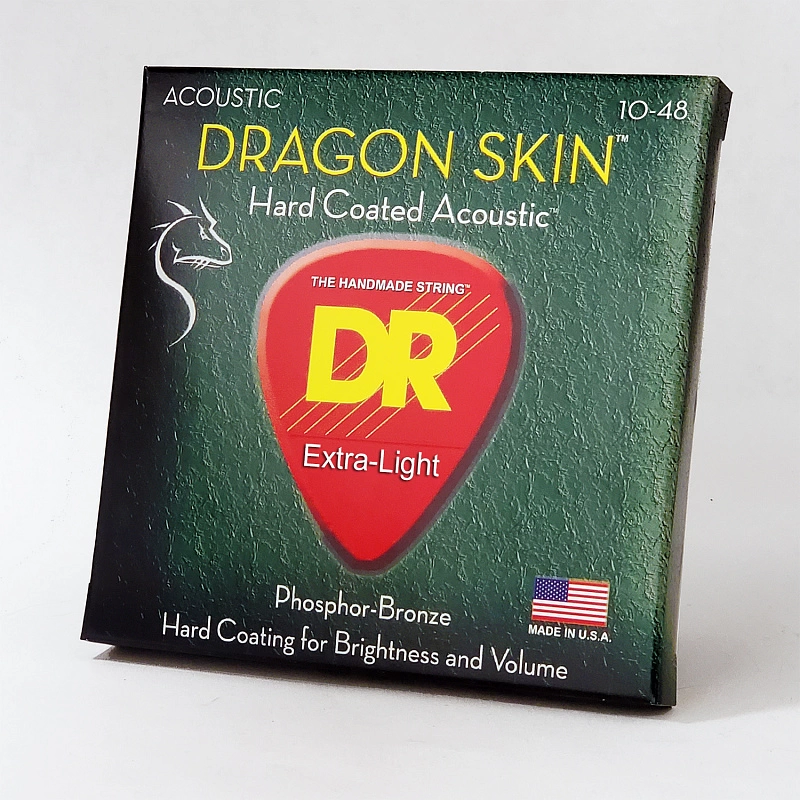 ACOUSTIC
10-48
DRAGON SKIN™
Hard Coated Acoustic™
THE HANDMADE STRING™
DR
Extra-Light
Phosphor-Bronze
MADE IN U.S.A.
Hard Coating for Brightness and Volume